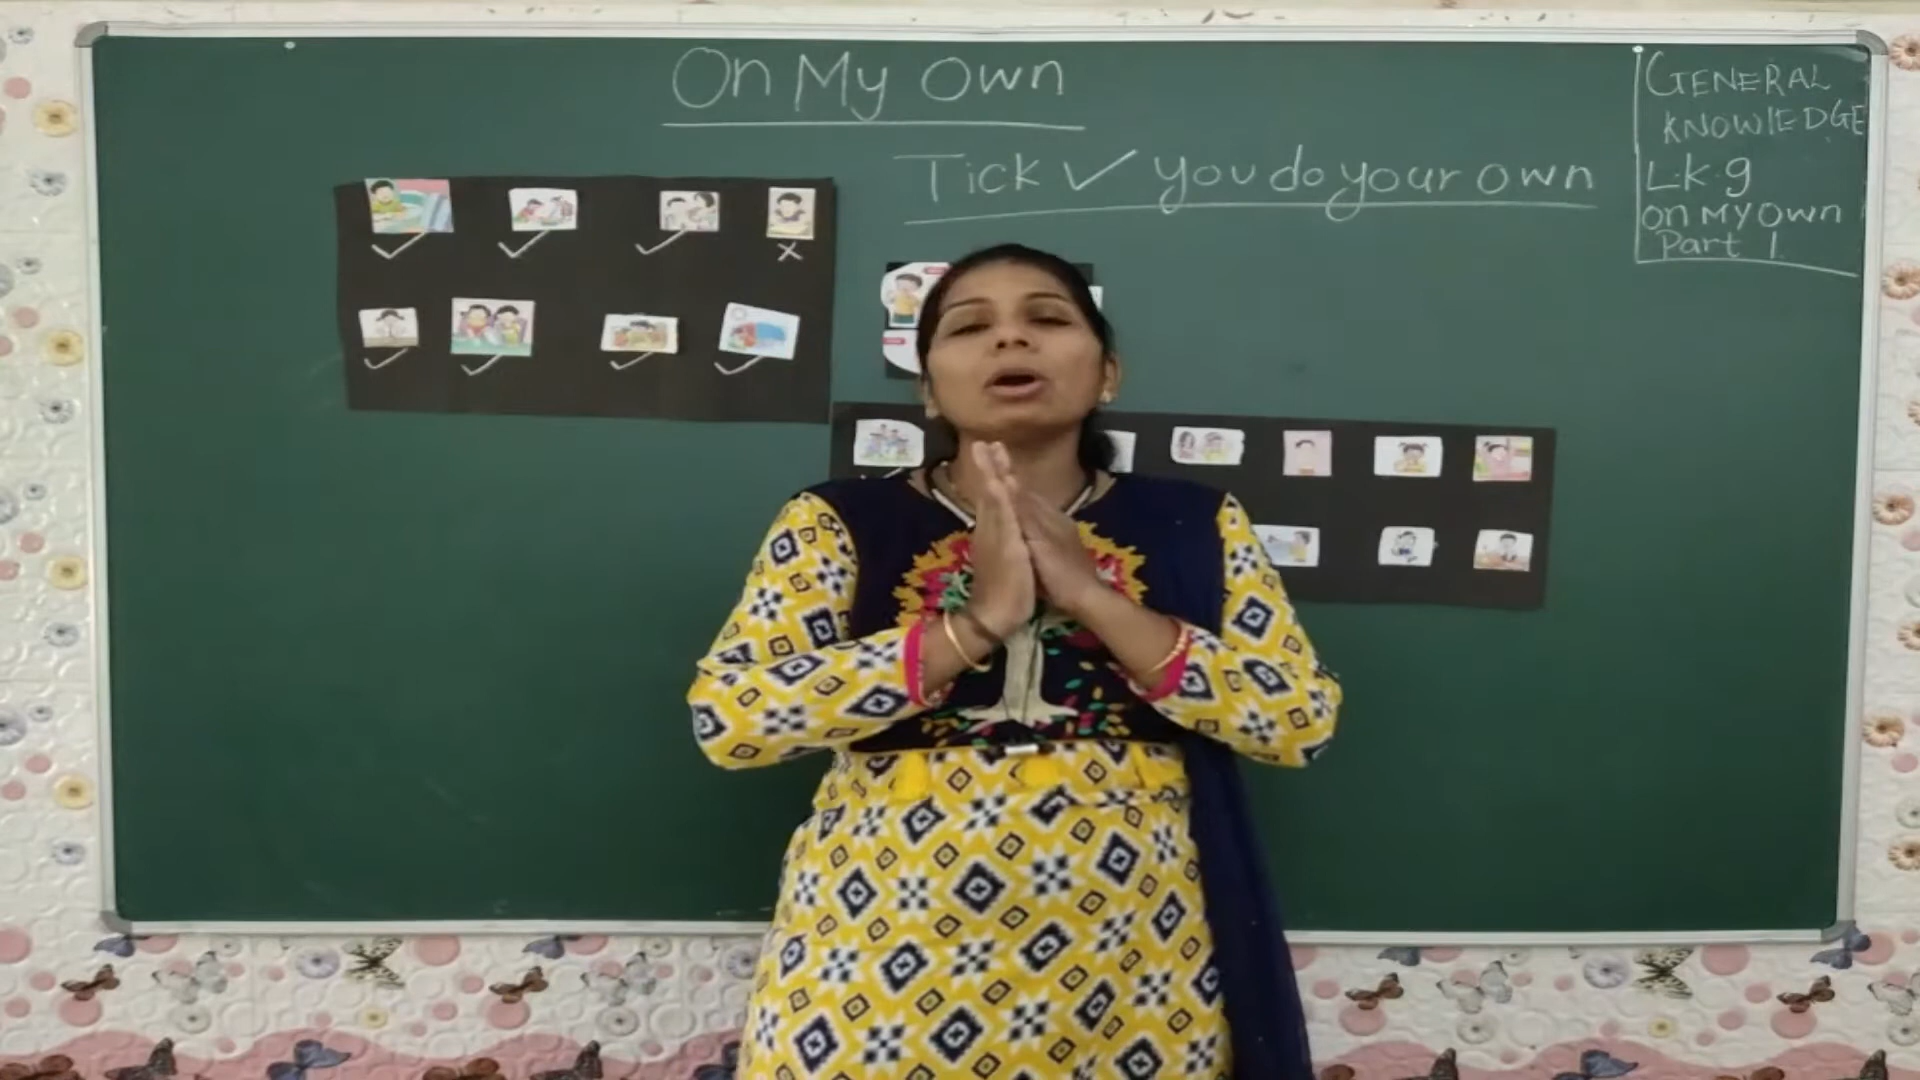 On My Own
Tick ✓ you do your own
GENERAL
KNOWlEDGE
L.k.g
on MY Own
Part 1